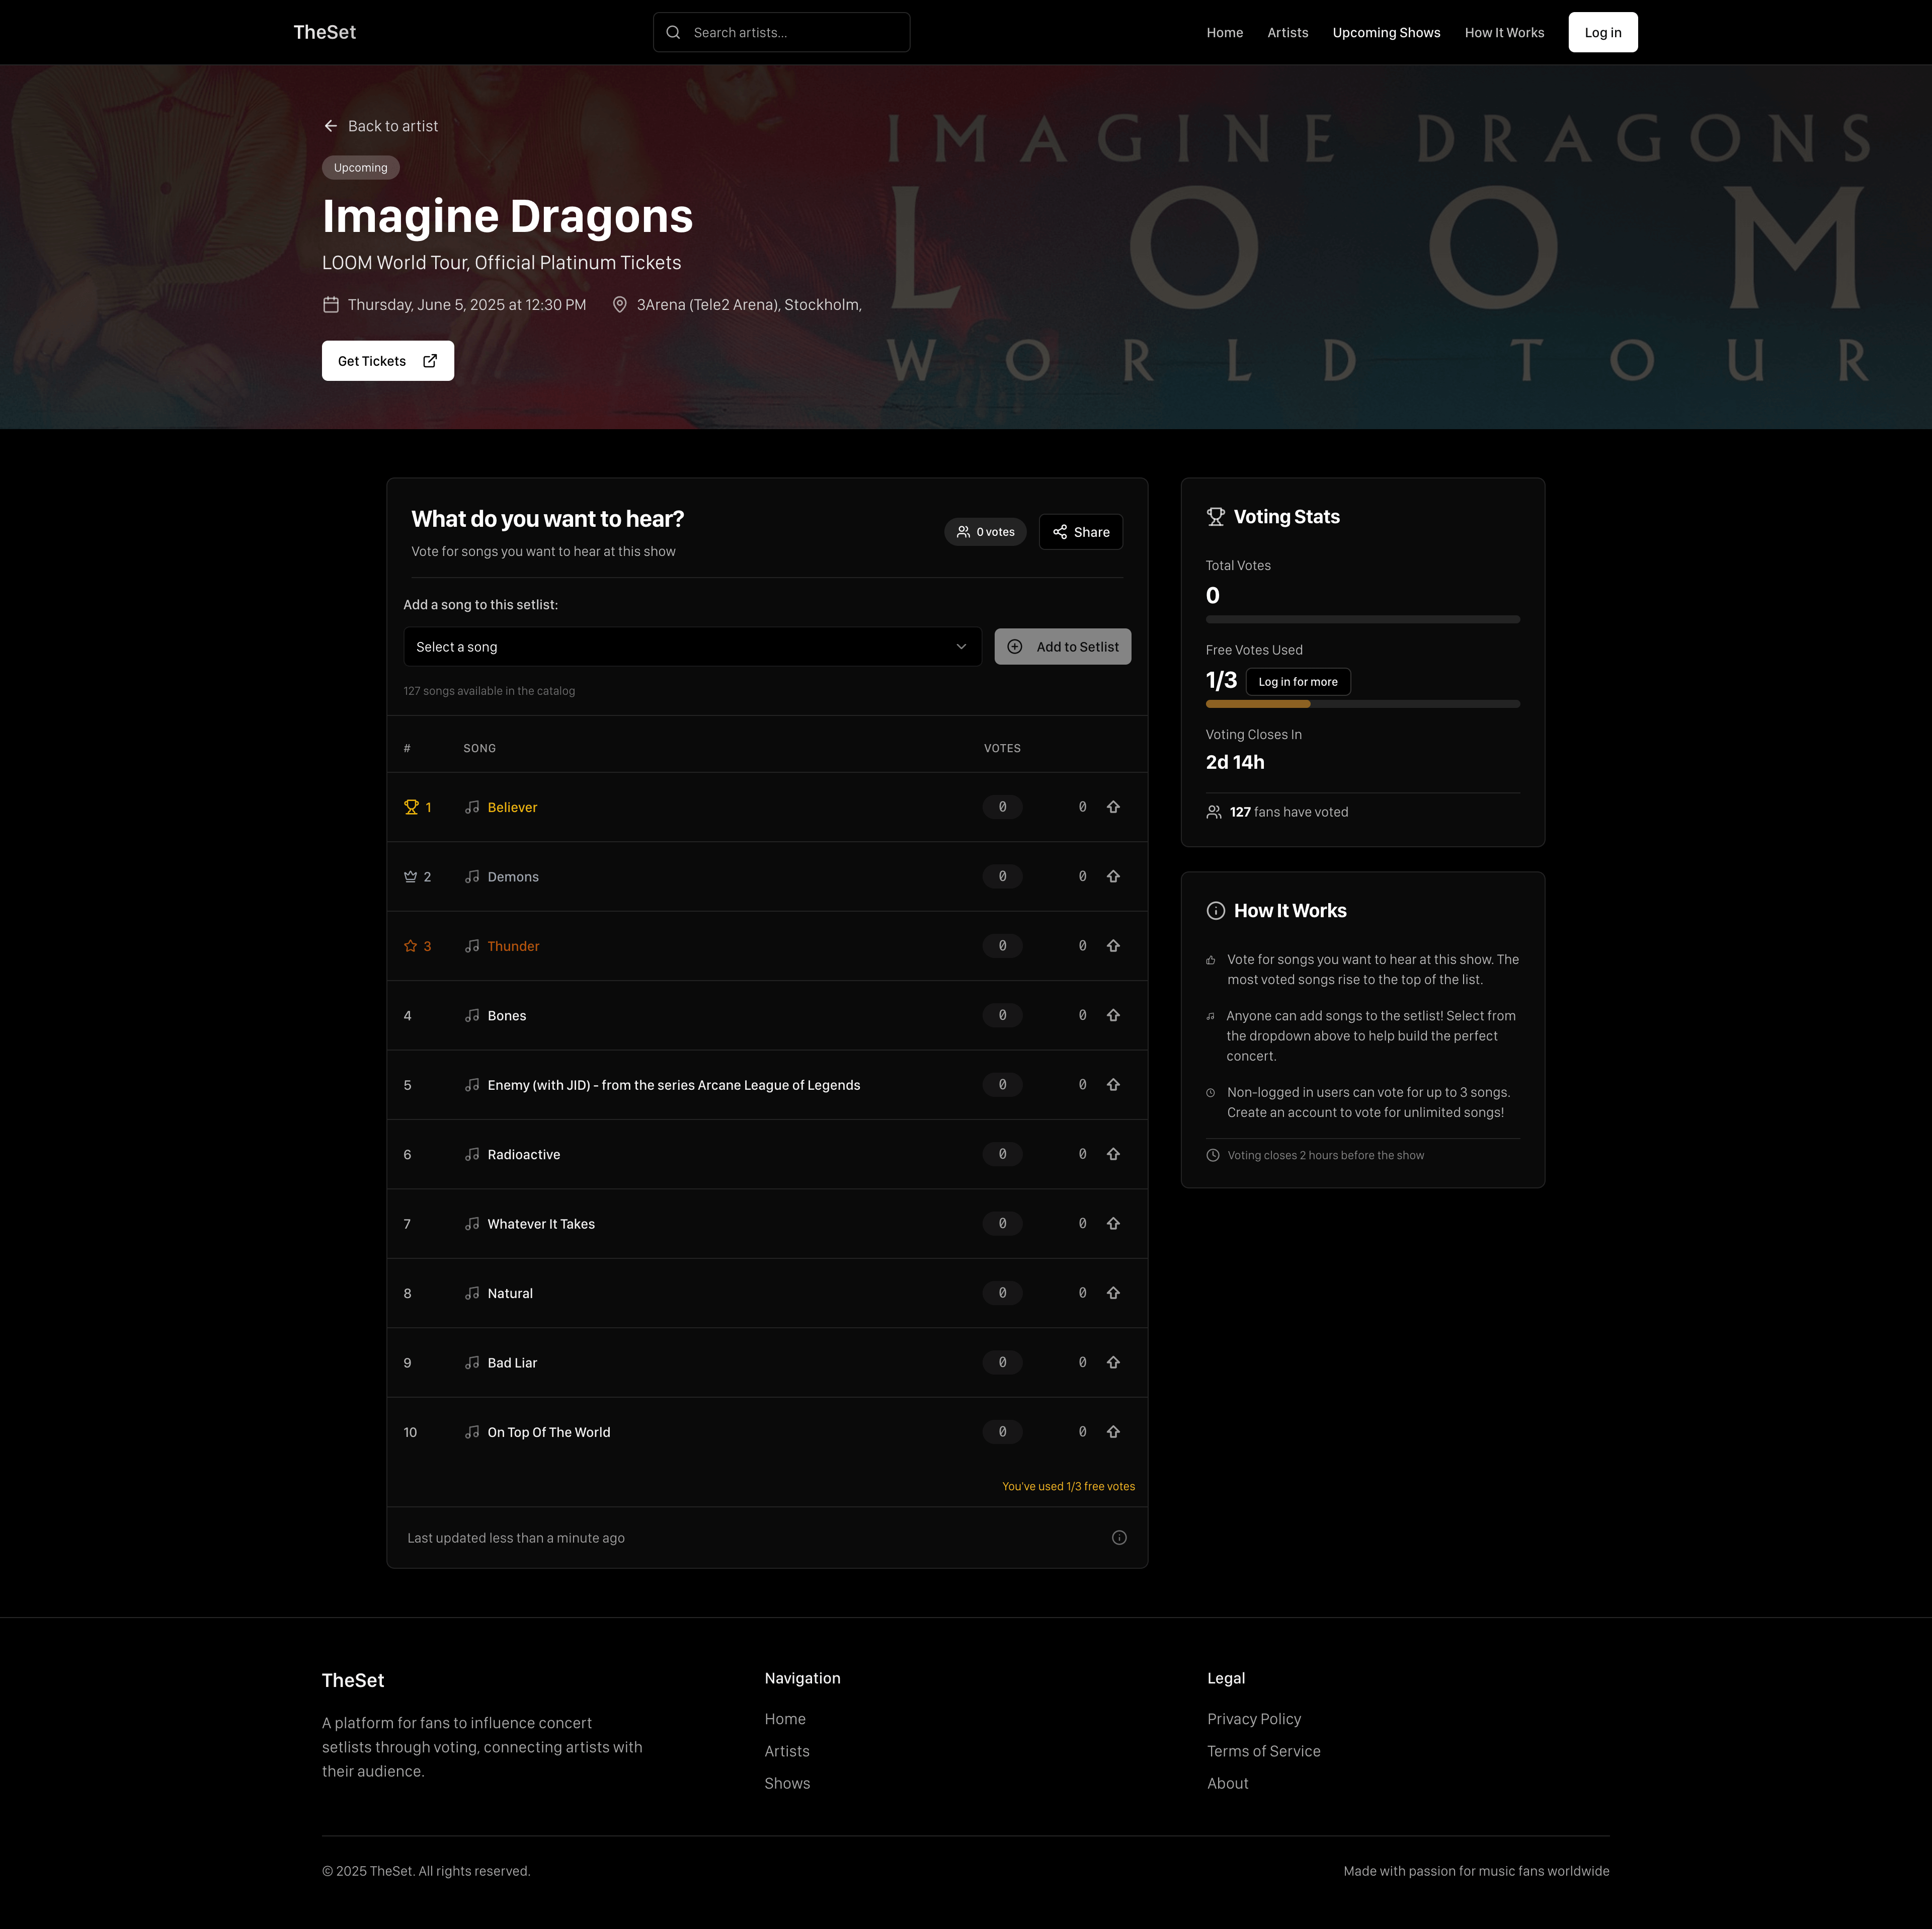 TheSet
Search artists...
Home
Artists
Upcoming Shows
How It Works
Log in
Back to artist
Upcoming
Imagine Dragons
LOOM World Tour, Official Platinum Tickets
Thursday, June 5, 2025 at 12:30 PM
3Arena (Tele2 Arena), Stockholm,
Get Tickets
IMAGINE DRAGONS
LOOM
WORLD TOUR
What do you want to hear?
Vote for songs you want to hear at this show
0 votes
Share
Add a song to this setlist:
Select a song
Add to Setlist
127 songs available in the catalog
# SONG VOTES
1 Believer 0 0
2 Demons 0 0
3 Thunder 0 0
4 Bones 0 0
5 Enemy (with JID) - from the series Arcane League of Legends 0 0
6 Radioactive 0 0
7 Whatever It Takes 0 0
8 Natural 0 0
9 Bad Liar 0 0
10 On Top Of The World 0 0
You've used 1/3 free votes
Last updated less than a minute ago
Voting Stats
Total Votes
0
Free Votes Used
1/3 Log in for more
Voting Closes In
2d 14h
127 fans have voted
How It Works
Vote for songs you want to hear at this show. The
most voted songs rise to the top of the list.
Anyone can add songs to the setlist! Select from
the dropdown above to help build the perfect
concert.
Non-logged in users can vote for up to 3 songs.
Create an account to vote for unlimited songs!
Voting closes 2 hours before the show
TheSet
A platform for fans to influence concert
setlists through voting, connecting artists with
their audience.
Navigation
Home
Artists
Shows
Legal
Privacy Policy
Terms of Service
About
© 2025 TheSet. All rights reserved.
Made with passion for music fans worldwide